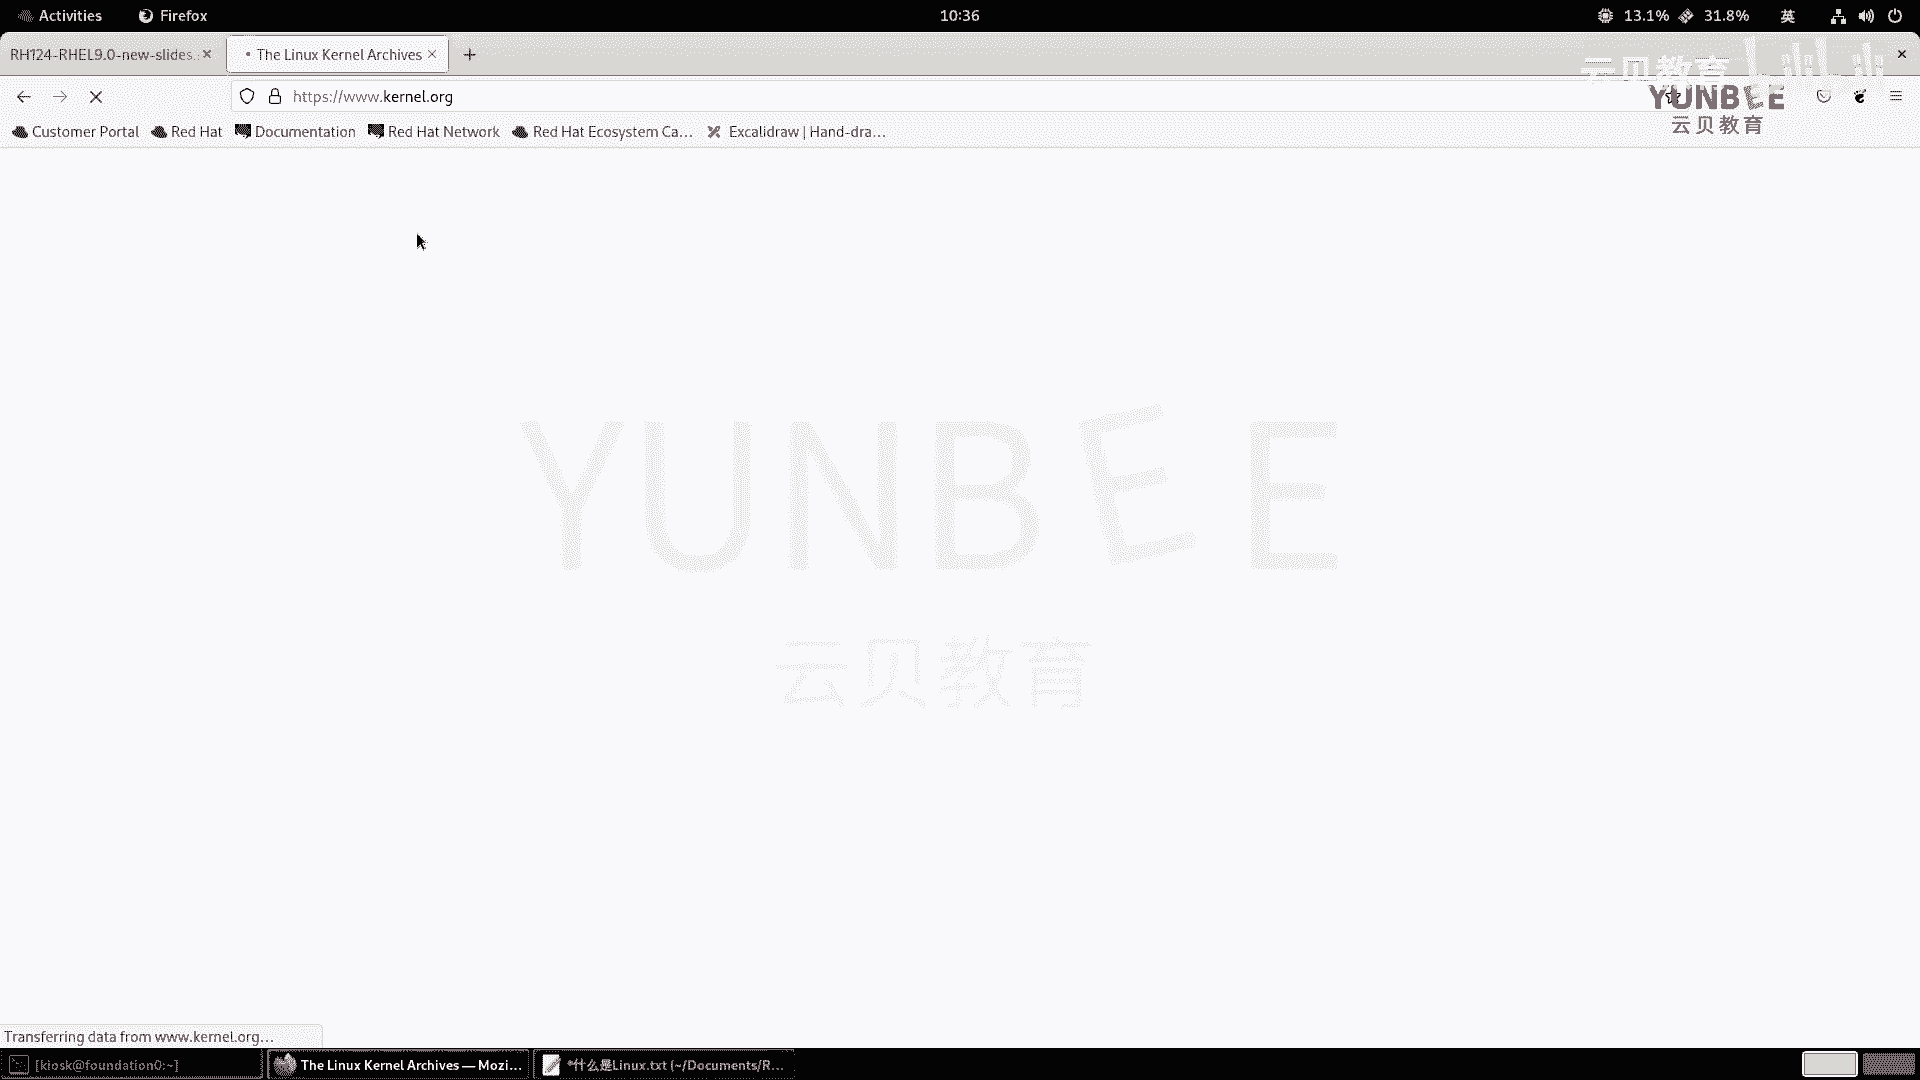 Activities Firefox 10:36 13.1% 31.8% 英
RH124-RHEL9.0-new-slides. The Linux Kernel Archives
云贝教育
https://www.kernel.org
YUNBEE
云贝教育
Customer Portal Red Hat Documentation Red Hat Network Red Hat Ecosystem Ca… Excalidraw | Hand-dra…
YUNBEE
云贝教育
Transferring data from www.kernel.org…
[kiosk@foundation0:~] The Linux Kernel Archives — Mozi… *什么是Linux.txt (~/Documents/R…